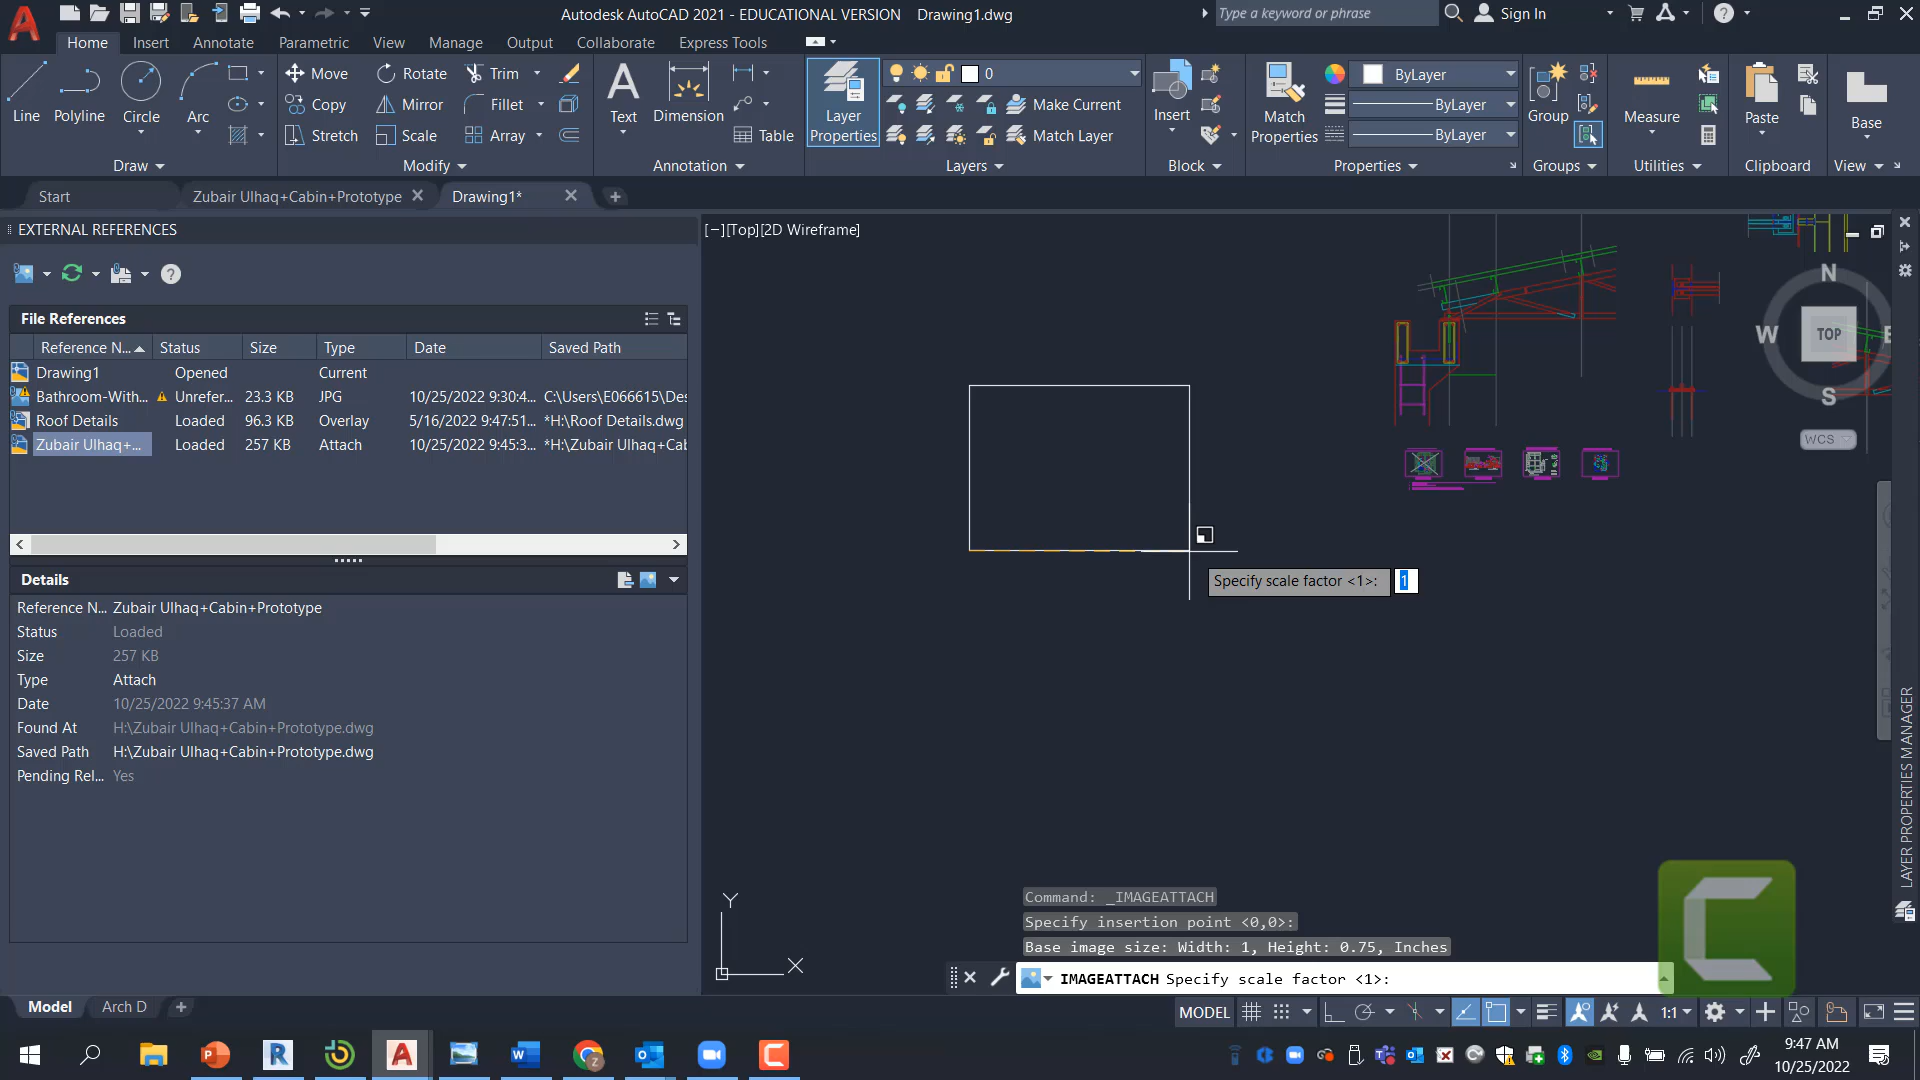 Autodesk AutoCAD 2021 - EDUCATIONAL VERSION Drawing1.dwg
Type a keyword or phrase
Sign In
Home Insert Annotate Parametric View Manage Output Collaborate Express Tools
Line Polyline Circle Arc
Move Rotate Trim
Copy Mirror Fillet
Stretch Scale Array
Text Dimension Table
Layer Properties
0
Make Current
Match Layer
Insert
Match Properties
ByLayer
ByLayer
ByLayer
Group
Measure
Paste
Base
Draw Modify Annotation Layers Block Properties Groups Utilities Clipboard View
Start Zubair Ulhaq+Cabin+Prototype Drawing1*
EXTERNAL REFERENCES
File References
Reference N... Status Size Type Date Saved Path
Drawing1 Opened Current
Bathroom-With... Unrefer... 23.3 KB JPG 10/25/2022 9:30:4... C:\Users\E066615\Des
Roof Details Loaded 96.3 KB Overlay 5/16/2022 9:47:51... *H:\Roof Details.dwg
Zubair Ulhaq+... Loaded 257 KB Attach 10/25/2022 9:45:3... *H:\Zubair Ulhaq+Cab
Details
Reference N... Zubair Ulhaq+Cabin+Prototype
Status Loaded
Size 257 KB
Type Attach
Date 10/25/2022 9:45:37 AM
Found At H:\Zubair Ulhaq+Cabin+Prototype.dwg
Saved Path H:\Zubair Ulhaq+Cabin+Prototype.dwg
Pending Rel... Yes
[−][Top][2D Wireframe]
N
W TOP E
S
WCS
Specify scale factor <1>: 1
Y
X
Command: _IMAGEATTACH
Specify insertion point <0,0>:
Base image size: Width: 1, Height: 0.75, Inches
IMAGEATTACH Specify scale factor <1>:
LAYER PROPERTIES MANAGER
Model Arch D
MODEL 1:1
9:47 AM
10/25/2022